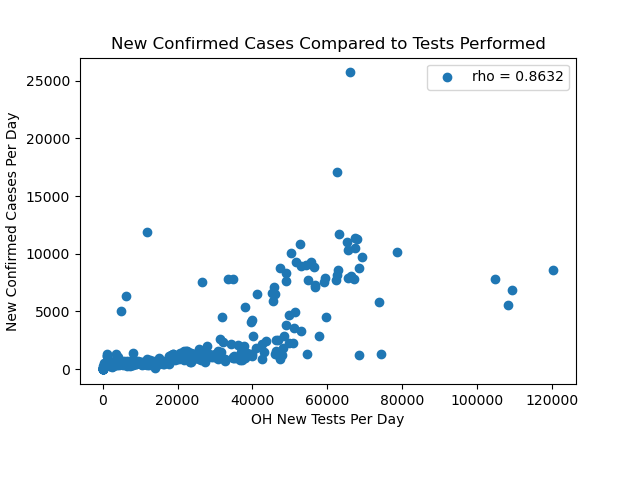 New Confirmed Cases Compared to Tests Performed
rho = 0.8632
New Confirmed Caeses Per Day
25000
20000
15000
10000
5000
0
0 20000 40000 60000 80000 100000 120000
OH New Tests Per Day